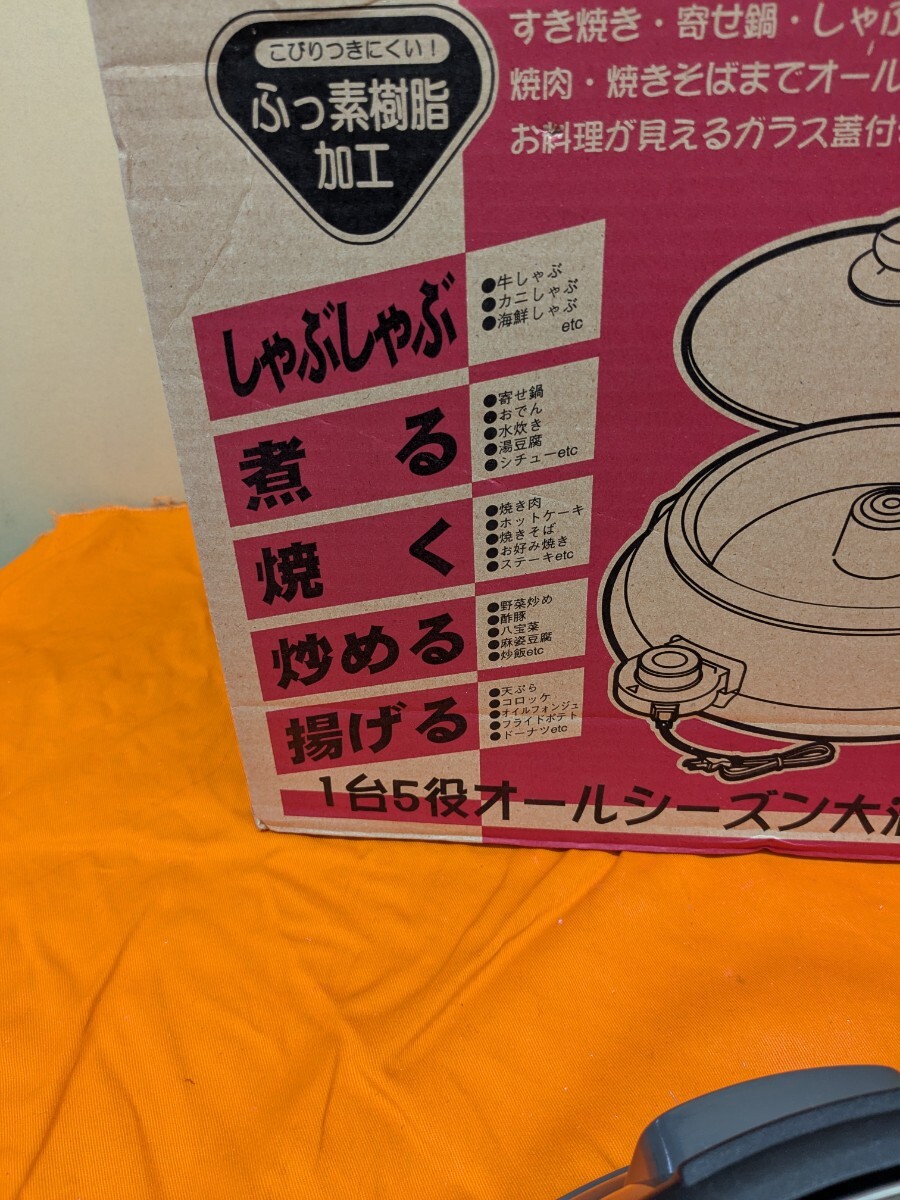 こびりつきにくい！
ふっ素樹脂
加工
すき焼き・寄せ鍋・しゃぶ
焼肉・焼きそばまでオール
お料理が見えるガラス蓋付
しゃぶしゃぶ
●牛しゃぶ
●カニしゃぶ
●海鮮しゃぶ
etc
煮る
●寄せ鍋
●おでん
●水炊き
●湯豆腐
●シチューetc
焼く
●焼き肉
●ホットケーキ
●焼きそば
●お好み焼き
●ステーキetc
炒める
●野菜炒め
●酢豚
●八宝菜
●麻姿豆腐
●炒飯etc
揚げる
●天ぷら
●コロッケ
●オイルフォンジュ
●フライドポテト
●ドーナツetc
1台5役オールシーズン大活